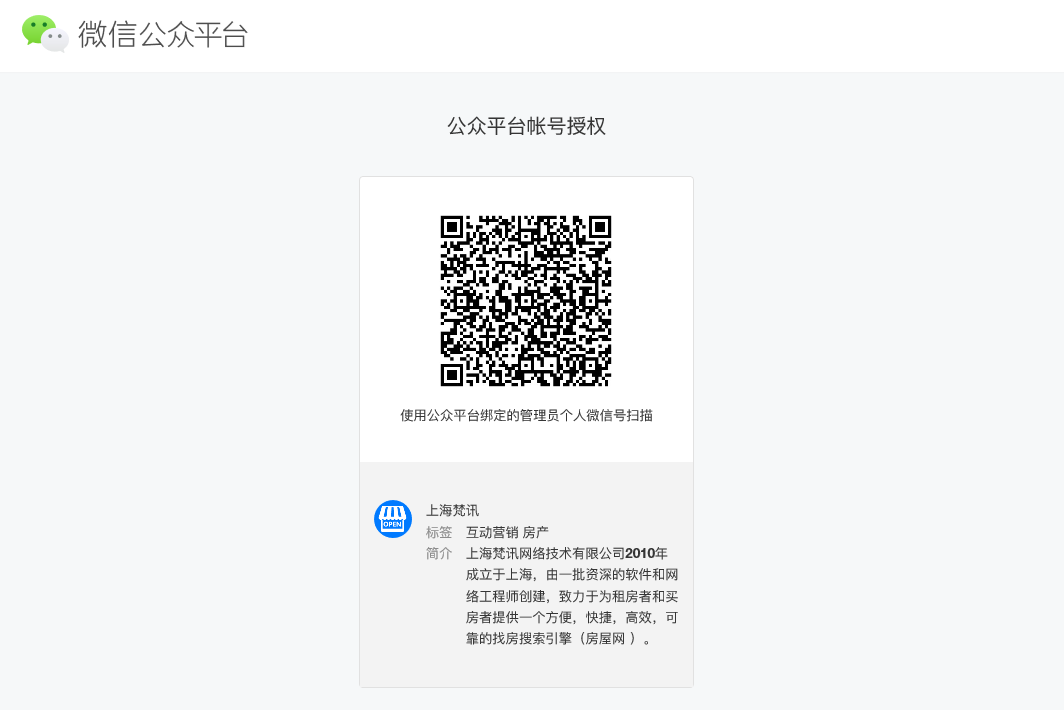 微信公众平台
公众平台帐号授权
使用公众平台绑定的管理员个人微信号扫描
OPEN
上海梵讯
标签 互动营销 房产
简介 上海梵讯网络技术有限公司2010年
成立于上海，由一批资深的软件和网
络工程师创建，致力于为租房者和买
房者提供一个方便，快捷，高效，可
靠的找房搜索引擎（房屋网 ）。